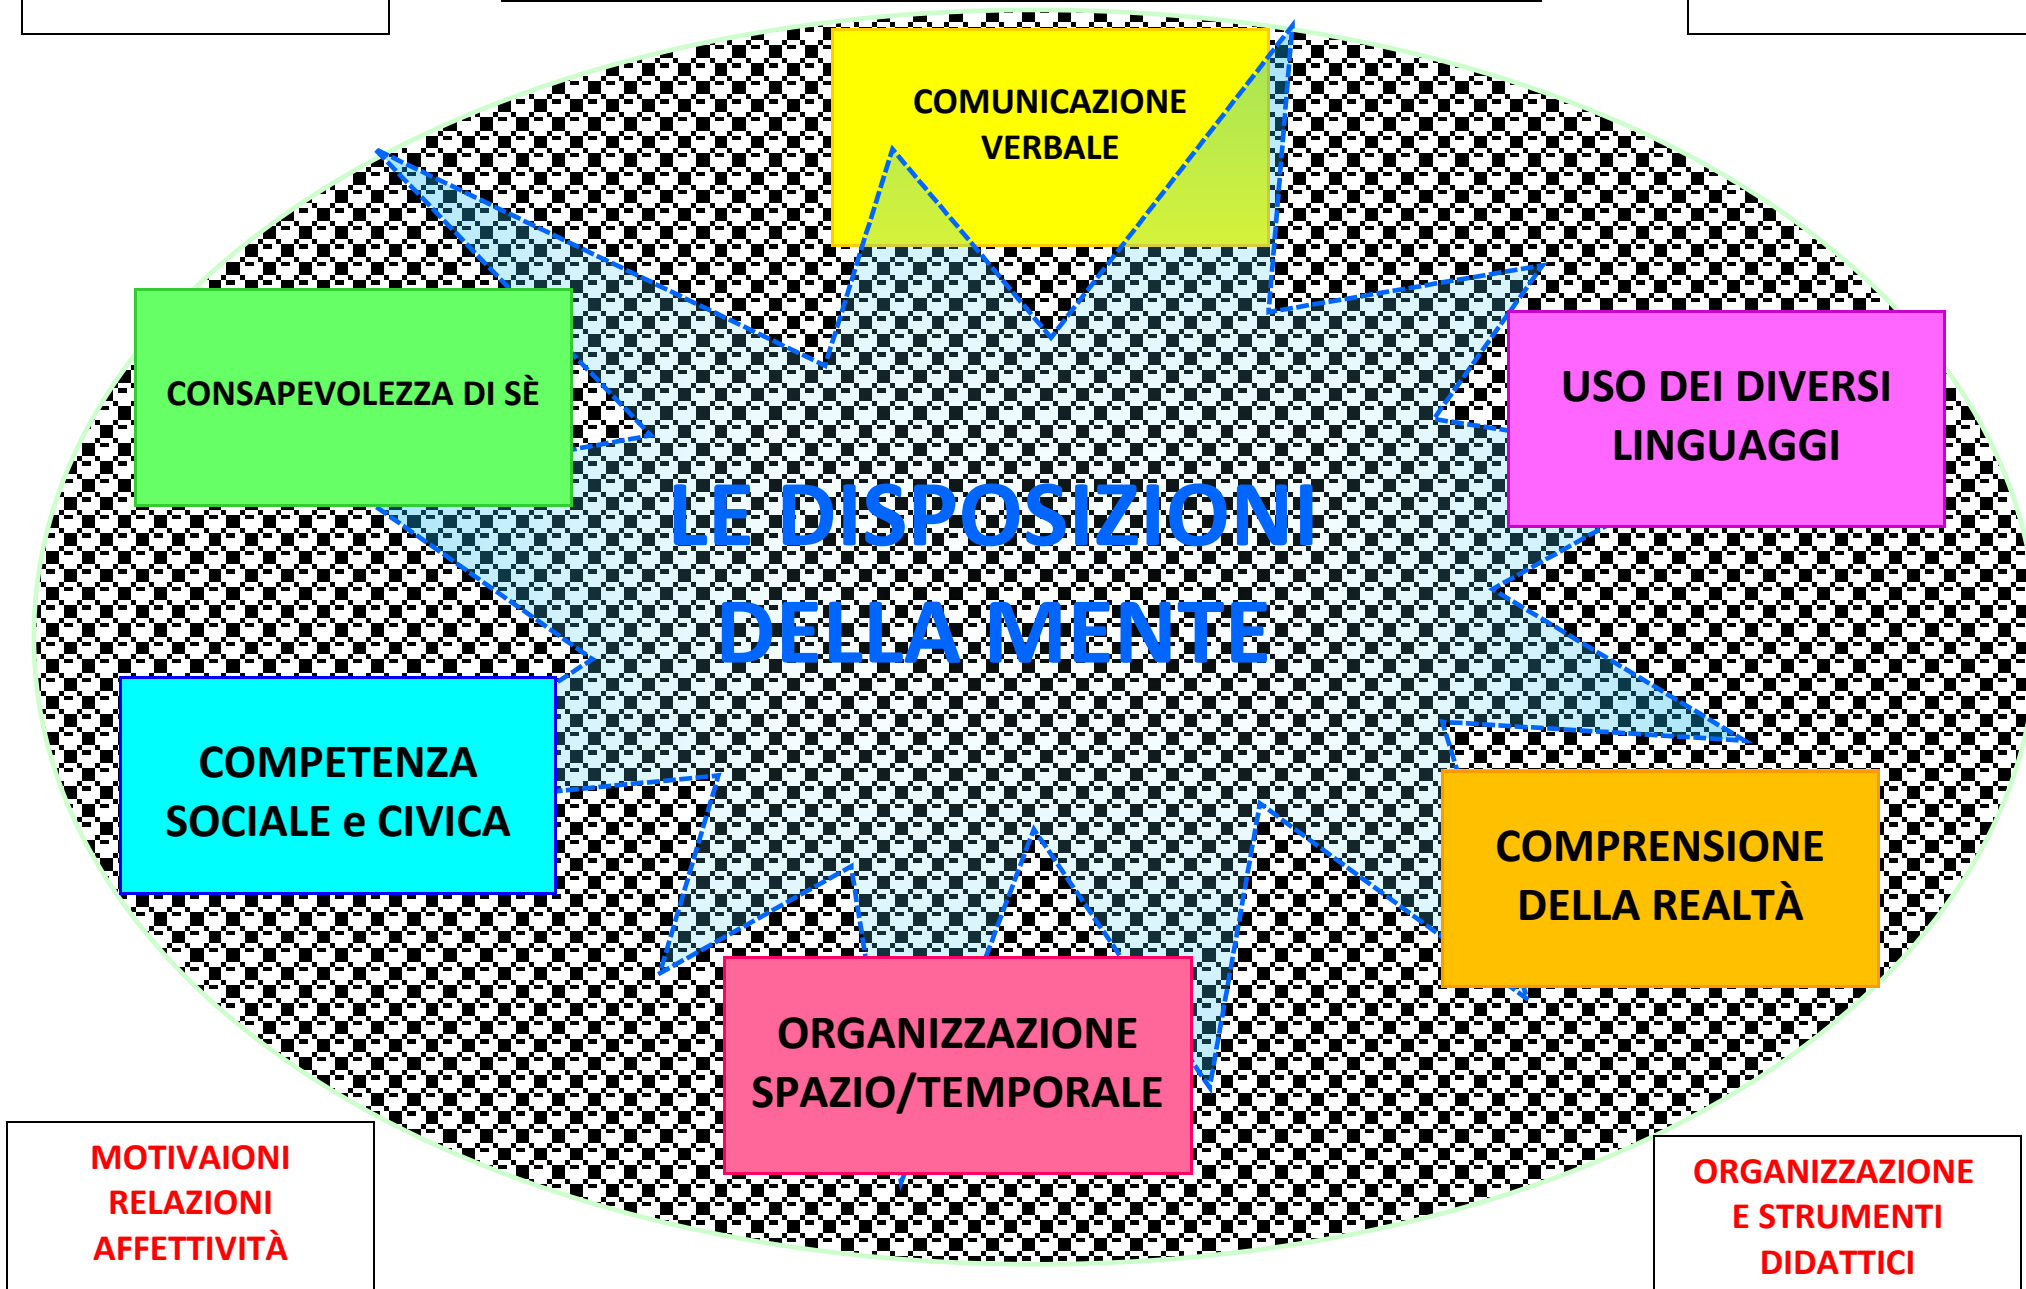 COMUNICAZIONE
VERBALE
CONSAPEVOLEZZA DI SÈ
USO DEI DIVERSI
LINGUAGGI
LE DISPOSIZIONI
DELLA MENTE
COMPETENZA
SOCIALE e CIVICA
COMPRENSIONE
DELLA REALTÀ
ORGANIZZAZIONE
SPAZIO/TEMPORALE
MOTIVAIONI
RELAZIONI
AFFETTIVITÀ
ORGANIZZAZIONE
E STRUMENTI
DIDATTICI